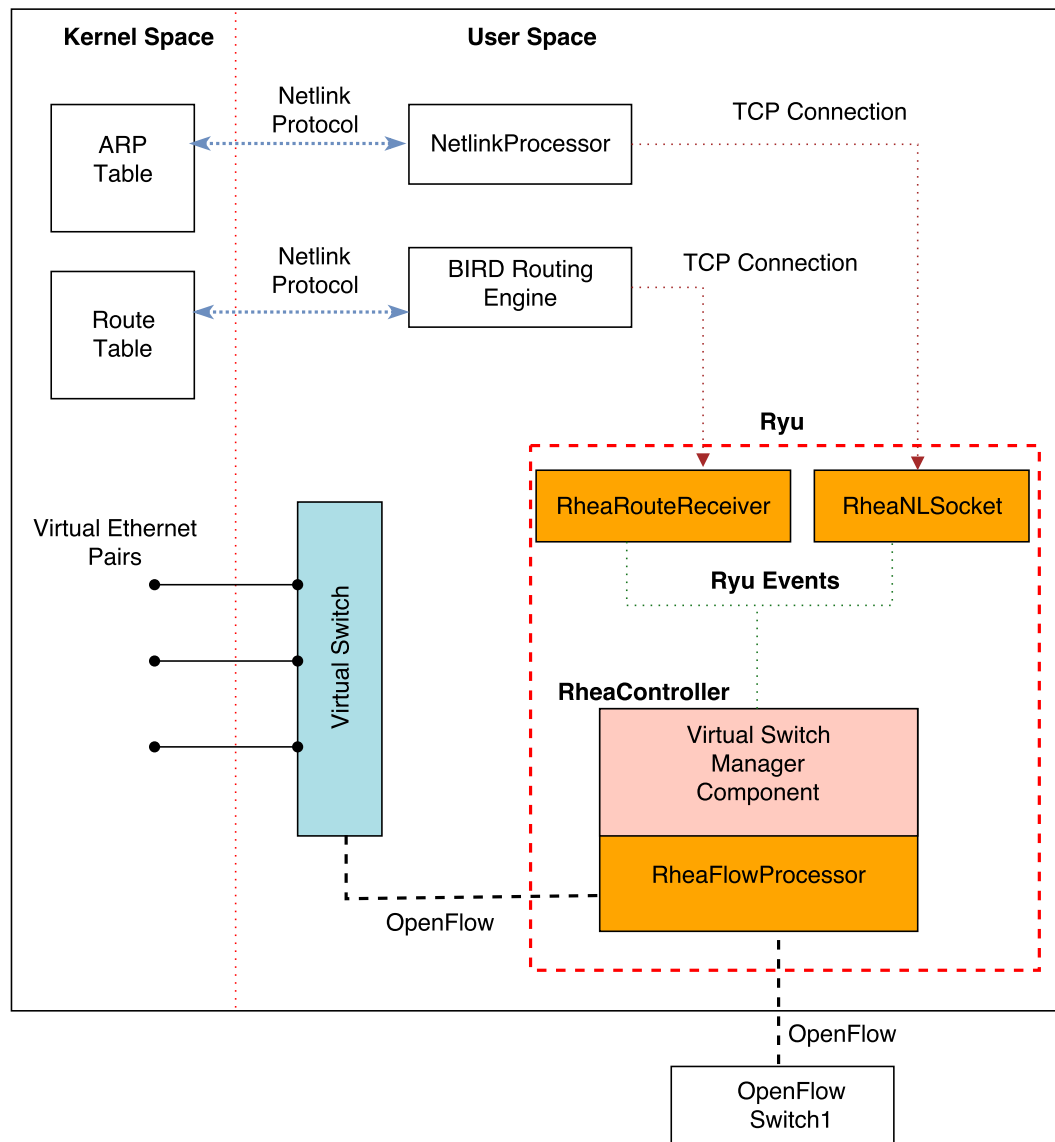 Kernel Space
User Space
Netlink
Protocol
TCP Connection
ARP
Table
NetlinkProcessor
Netlink
Protocol
TCP Connection
BIRD Routing
Engine
Route
Table
Ryu
RheaRouteReceiver
RheaNLSocket
Virtual Ethernet
Pairs
Ryu Events
Virtual Switch
RheaController
Virtual Switch
Manager
Component
RheaFlowProcessor
OpenFlow
OpenFlow
OpenFlow
Switch1